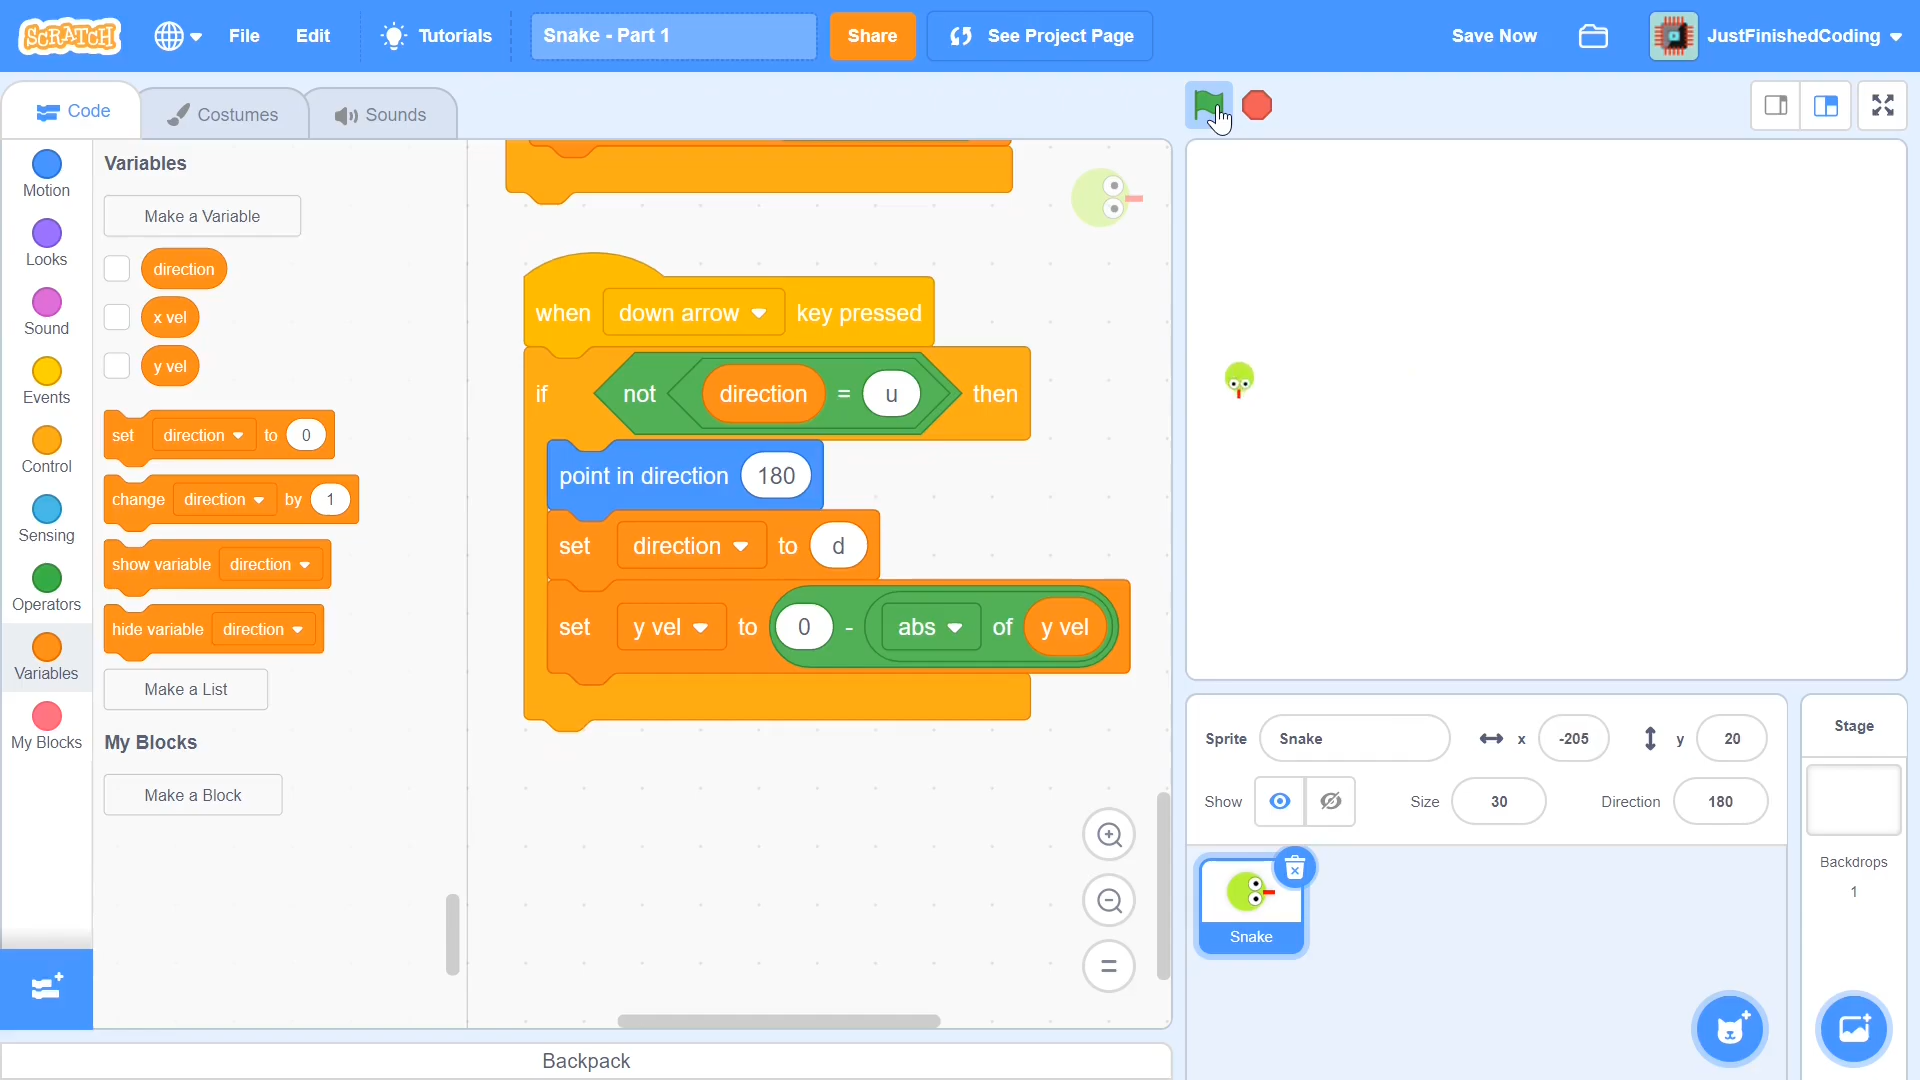 SCRATCH File Edit Tutorials Snake - Part 1 Share See Project Page Save Now JustFinishedCoding
Code Costumes Sounds
Motion
Looks
Sound
Events
Control
Sensing
Operators
Variables
My Blocks
Variables
Make a Variable
direction
x vel
y vel
set direction to 0
change direction by 1
show variable direction
hide variable direction
Make a List
My Blocks
Make a Block
when down arrow key pressed
if not direction = u then
point in direction 180
set direction to d
set y vel to 0 - abs of y vel
Backpack
Sprite Snake x -205 y 20
Show Size 30 Direction 180
Snake
Stage
Backdrops
1